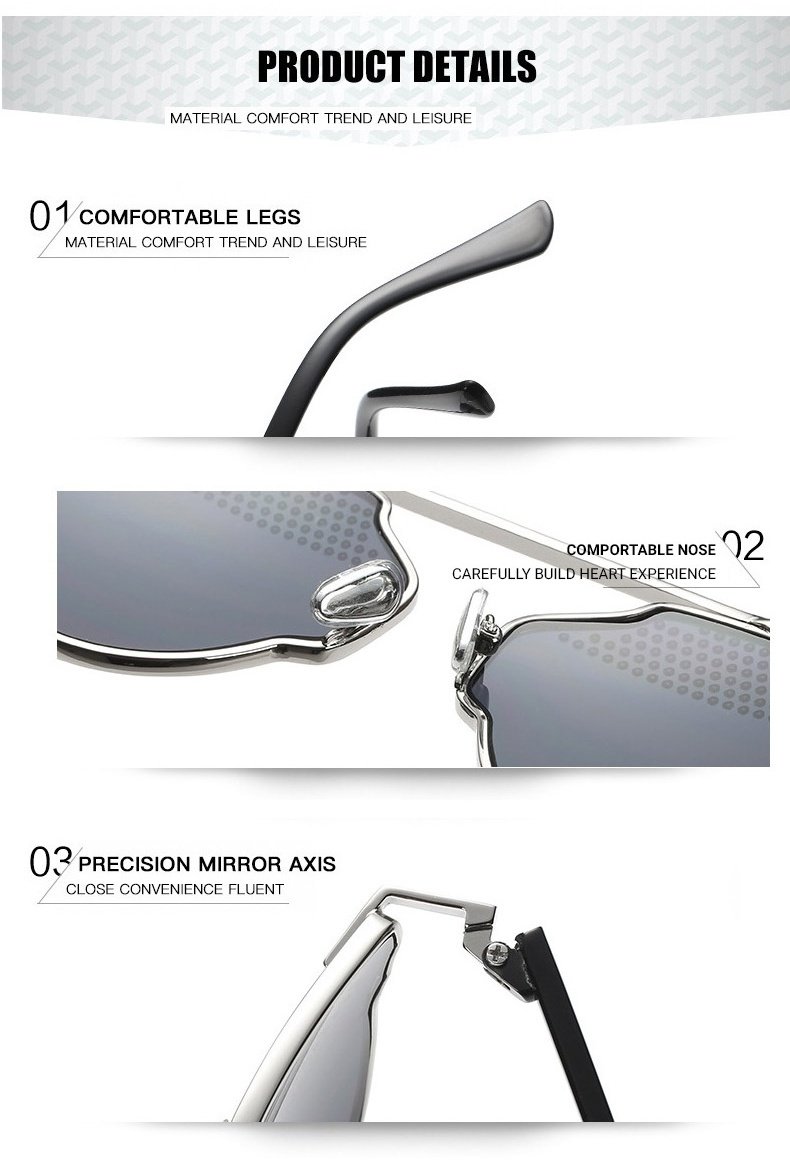 PRODUCT DETAILS
MATERIAL COMFORT TREND AND LEISURE
01 COMFORTABLE LEGS
MATERIAL COMFORT TREND AND LEISURE
COMPORTABLE NOSE 02
CAREFULLY BUILD HEART EXPERIENCE
03 PRECISION MIRROR AXIS
CLOSE CONVENIENCE FLUENT